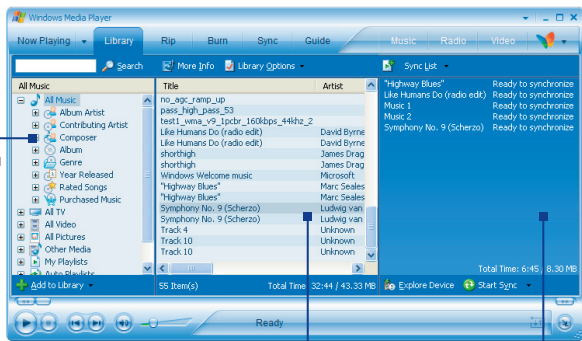 Windows Media Player
Now Playing Library Rip Burn Sync Guide Music Radio Video
Search More Info Library Options Sync List
All Music
All Music
Album Artist
Contributing Artist
Composer
Album
Genre
Year Released
Rated Songs
Purchased Music
All TV
All Video
All Pictures
Other Media
My Playlists
Auto Playlists
Add to Library
Title Artist
no_agc_ramp_up
pass_high_pass_53
test1_wma_v9_1pcbr_160kbps_44khz_2
Like Humans Do (radio edit) David Byrne
Like Humans Do (radio edit) David Byrne
shorthigh James Drag
shorthigh James Drag
Windows Welcome music Microsoft
"Highway Blues" Marc Seales
"Highway Blues" Marc Seales
Symphony No. 9 (Scherzo) Ludwig van
Symphony No. 9 (Scherzo) Ludwig van
Track 4 Unknown
Track 10 Unknown
Track 10 Unknown
55 Item(s) Total Time: 32:44 / 43.33 MB
"Highway Blues" Ready to synchronize
Like Humans Do (radio edit) Ready to synchronize
Music 1 Ready to synchronize
Music 2 Ready to synchronize
Symphony No. 9 (Scherzo) Ready to synchronize
Total Time: 6:45 / 8.30 MB
Explore Device Start Sync
Ready